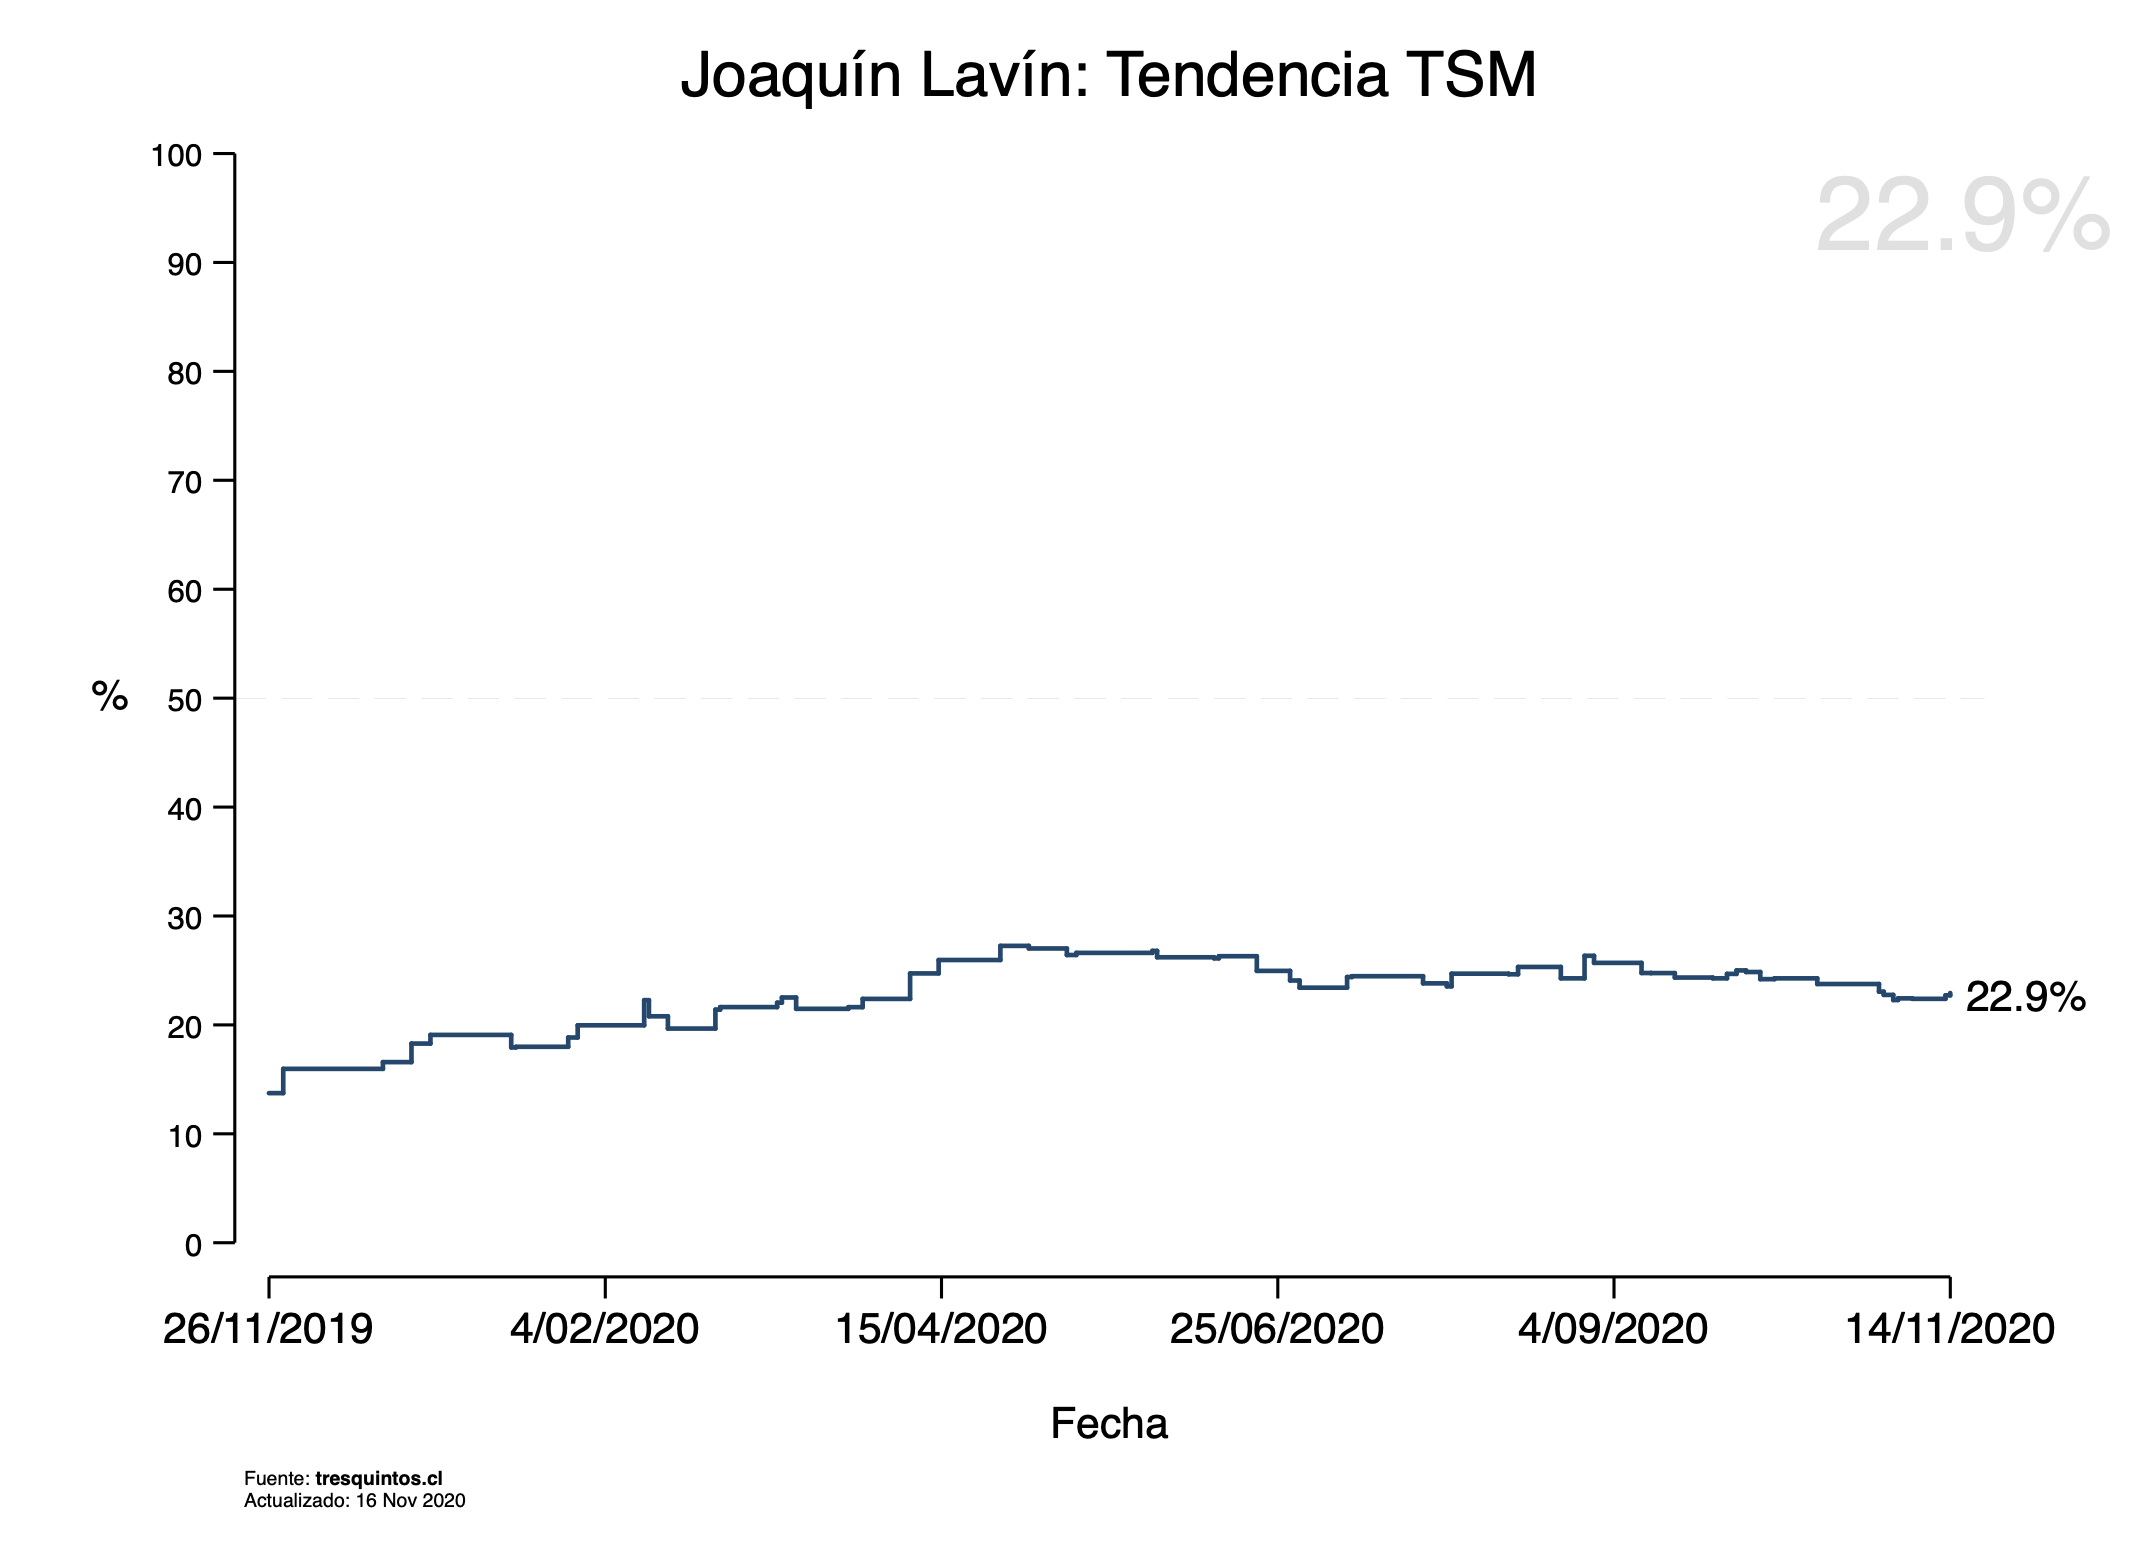 Joaquín Lavín: Tendencia TSM
22.9%
100
90
80
70
60
50
40
30
20
10
0
%
22.9%
26/11/2019 4/02/2020 15/04/2020 25/06/2020 4/09/2020 14/11/2020
Fecha
Fuente: tresquintos.cl
Actualizado: 16 Nov 2020